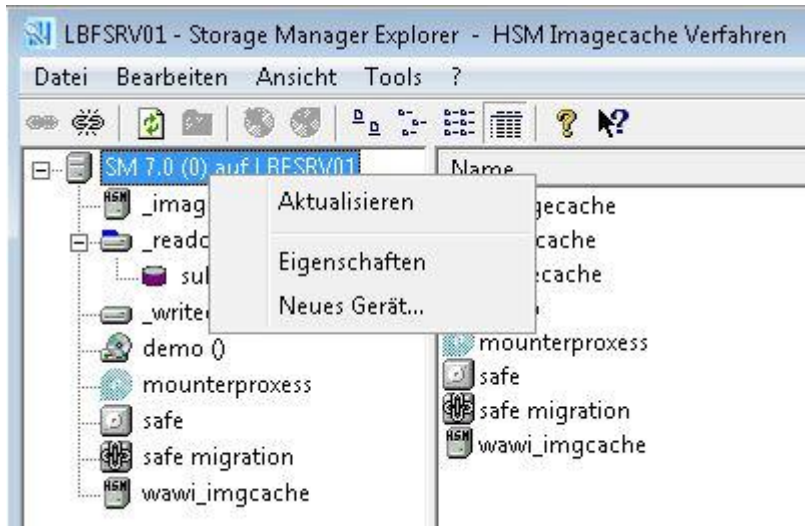 LBFSRV01 - Storage Manager Explorer - HSM Imagecache Verfahren
Datei Bearbeiten Ansicht Tools ?
SM 7.0 (0) auf LBFSRV01
Name
Aktualisieren
Eigenschaften
Neues Gerät...
demo ()
mounterproxess
safe
safe migration
wawi_imgcache
mounterproxess
safe
safe migration
wawi_imgcache